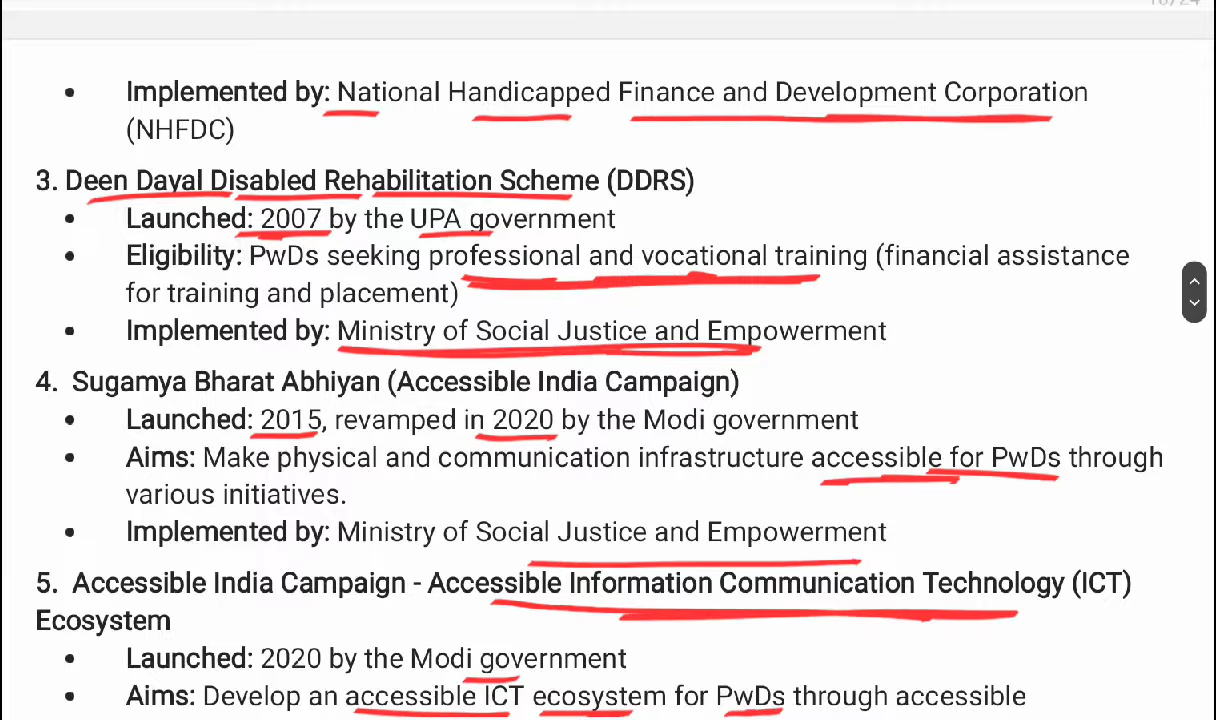 • Implemented by: National Handicapped Finance and Development Corporation
(NHFDC)
3. Deen Dayal Disabled Rehabilitation Scheme (DDRS)
• Launched: 2007 by the UPA government
• Eligibility: PwDs seeking professional and vocational training (financial assistance
for training and placement)
• Implemented by: Ministry of Social Justice and Empowerment
4. Sugamya Bharat Abhiyan (Accessible India Campaign)
• Launched: 2015, revamped in 2020 by the Modi government
• Aims: Make physical and communication infrastructure accessible for PwDs through
various initiatives.
• Implemented by: Ministry of Social Justice and Empowerment
5. Accessible India Campaign - Accessible Information Communication Technology (ICT)
Ecosystem
• Launched: 2020 by the Modi government
• Aims: Develop an accessible ICT ecosystem for PwDs through accessible